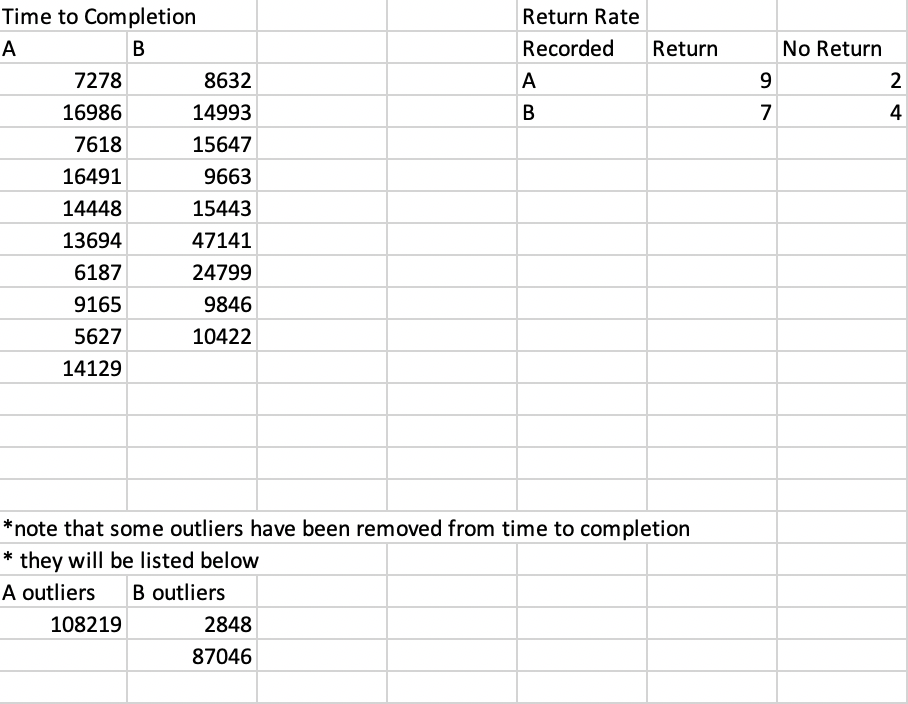 Time to Completion Return Rate
A B Recorded Return No Return
7278 8632 A 9 2
16986 14993 B 7 4
7618 15647
16491 9663
14448 15443
13694 47141
6187 24799
9165 9846
5627 10422
14129
*note that some outliers have been removed from time to completion
* they will be listed below
A outliers B outliers
108219 2848
87046